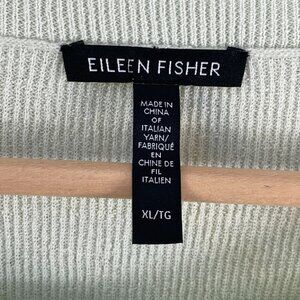 EILEEN FISHER
MADE IN
CHINA
OF
ITALIAN
YARN/
FABRIQUÉ
EN
CHINE DE
FIL
ITALIEN
XL/TG